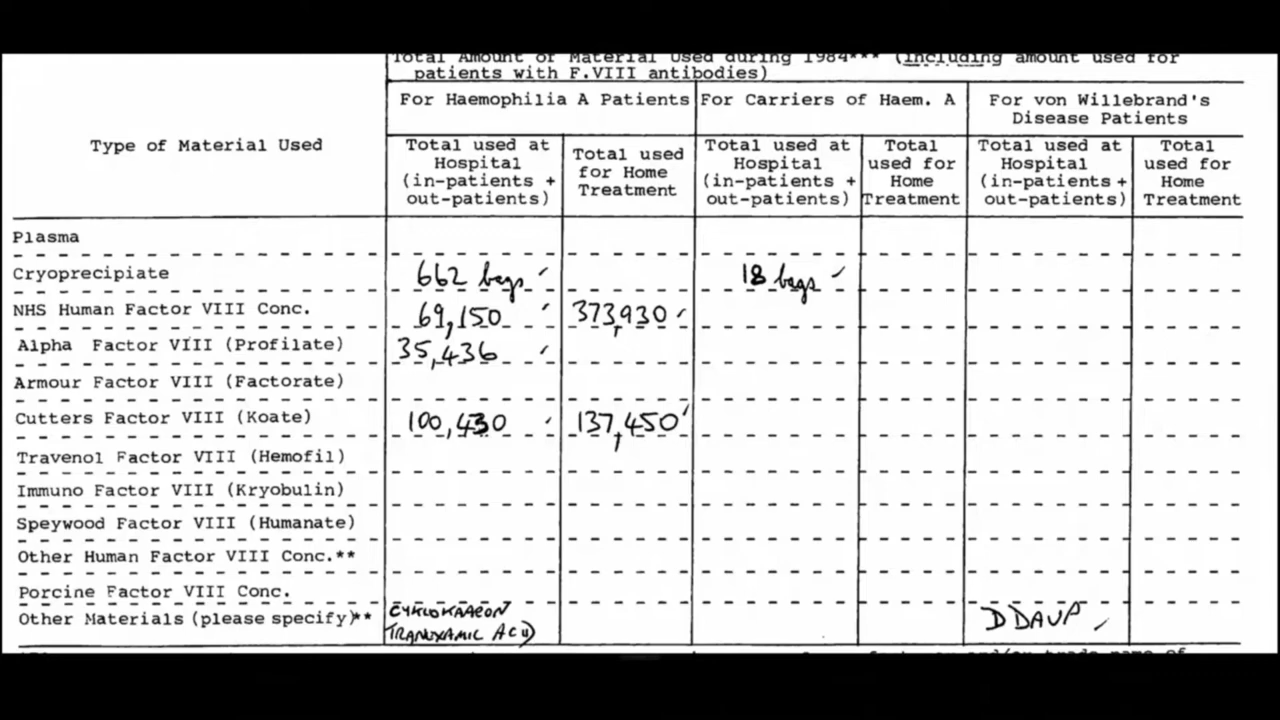 Total Amount of Material Used during 1984*** (including amount used for
patients with F.VIII antibodies)
For Haemophilia A Patients
For Carriers of Haem. A
For von Willebrand's
Disease Patients
Type of Material Used
Total used at
Hospital
(in-patients +
out-patients)
Total used
for Home
Treatment
Total used at
Hospital
(in-patients +
out-patients)
Total
used for
Home
Treatment
Total used at
Hospital
(in-patients +
out-patients)
Total
used for
Home
Treatment
Plasma
Cryoprecipiate 662 bags 18 bags
NHS Human Factor VIII Conc. 69,150 373,930
Alpha Factor VIII (Profilate) 35,436
Armour Factor VIII (Factorate)
Cutters Factor VIII (Koate) 100,430 137,450
Travenol Factor VIII (Hemofil)
Immuno Factor VIII (Kryobulin)
Speywood Factor VIII (Humanate)
Other Human Factor VIII Conc.**
Porcine Factor VIII Conc.
Other Materials (please specify)** DDAVP
CYKLOKAPRON
TRANEXAMIC ACID
and/or trade name of